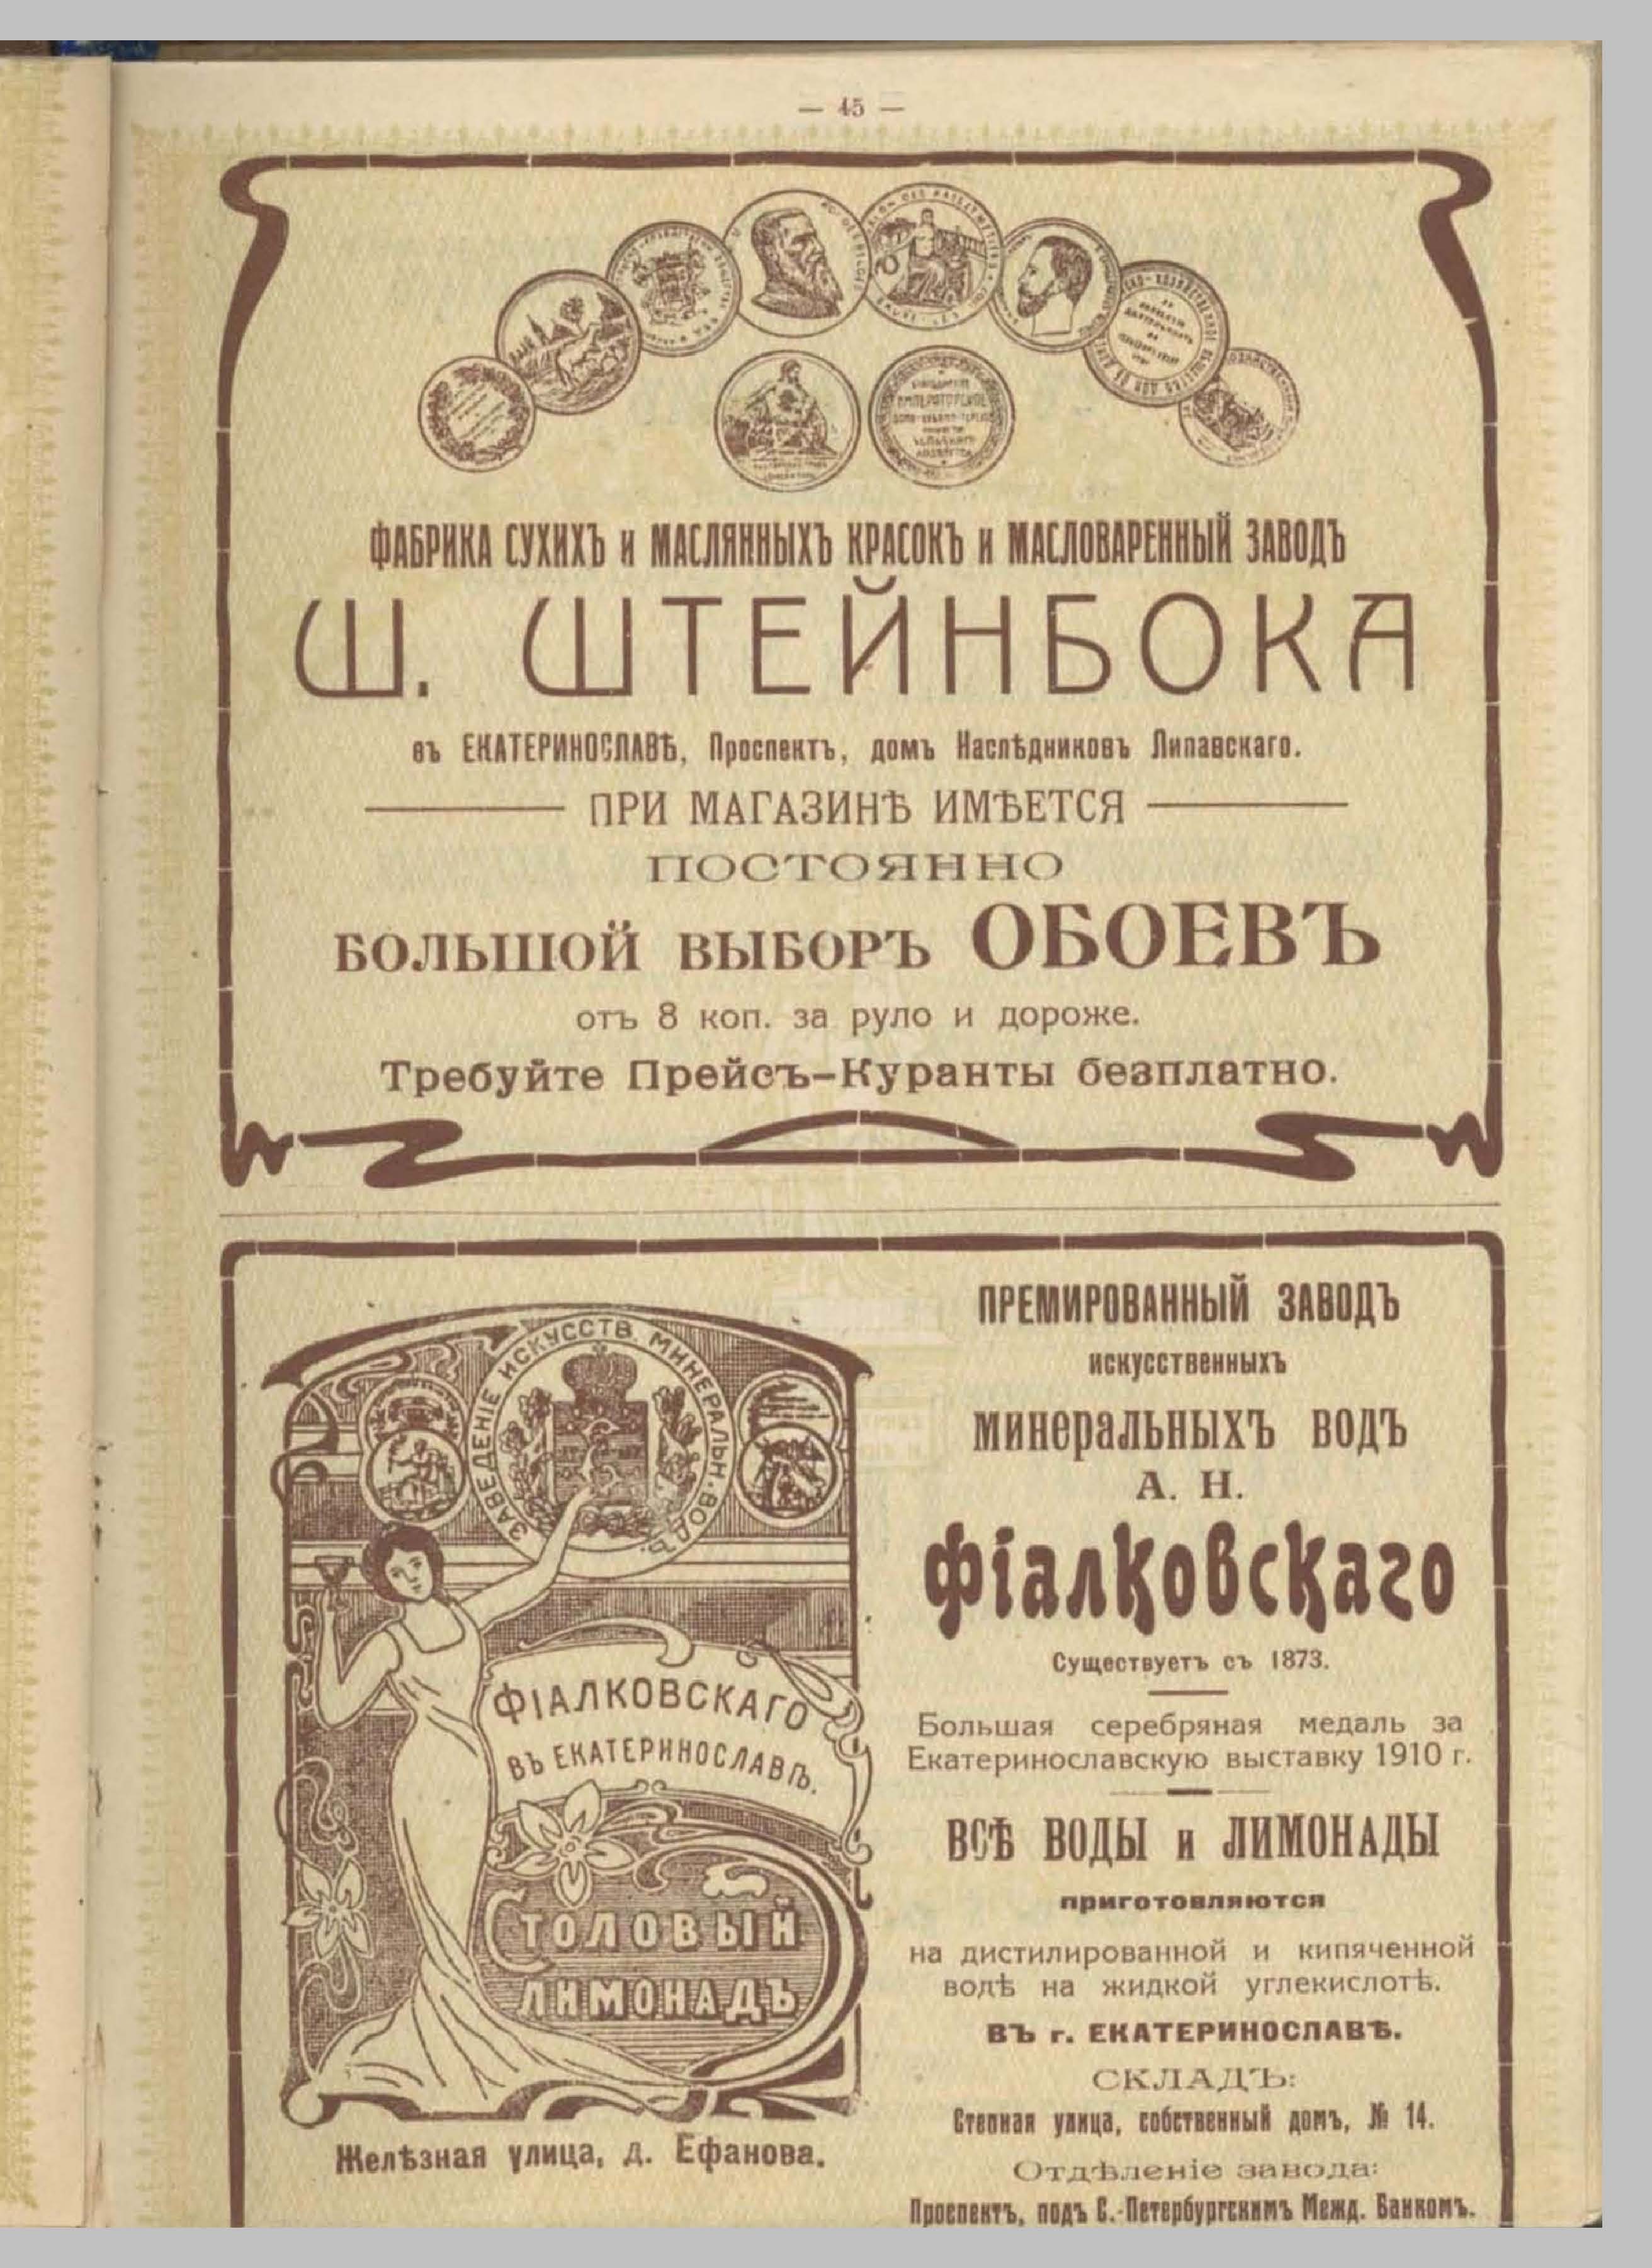 — 45 —
ФАБРИКА СУХИХЪ и МАСЛЯННЫХЪ КРАСОКЪ и МАСЛОВАРЕННЫЙ ЗАВОДЪ
Ш. ШТЕЙНБОКА
въ ЕКАТЕРИНОСЛАВѢ, Проспектъ, домъ Наслѣдниковъ Липавскаго.
ПРИ МАГАЗИНѢ ИМѢЕТСЯ
ПОСТОЯННО
БОЛЬШОЙ ВЫБОРЪ ОБОЕВЪ
отъ 8 коп. за руло и дороже.
Требуйте Прейсъ-Куранты безплатно.
ЗАВЕДЕНІЕ ИСКУССТВ. МИНЕРАЛЬН. ВОДЪ.
ФІАЛКОВСКАГО
ВЪ ЕКАТЕРИНОСЛАВѢ.
СТОЛОВЫЙ
ЛИМОНАДЪ
Желѣзная улица, д. Ефанова.
ПРЕМИРОВАННЫЙ ЗАВОДЪ
искусственныхъ
минеральныхъ водъ
А. Н.
Фіалковскаго
Существуетъ съ 1873.
Большая серебряная медаль за
Екатеринославскую выставку 1910 г.
ВСѢ ВОДЫ и ЛИМОНАДЫ
приготовляются
на дистилированной и кипяченной
водѣ на жидкой углекислотѣ.
ВЪ г. ЕКАТЕРИНОСЛАВѢ.
СКЛАДЪ:
Степная улица, собственный домъ, № 14.
Отдѣленіе завода:
Проспектъ, подъ С.-Петербургскимъ Межд. Банкомъ.